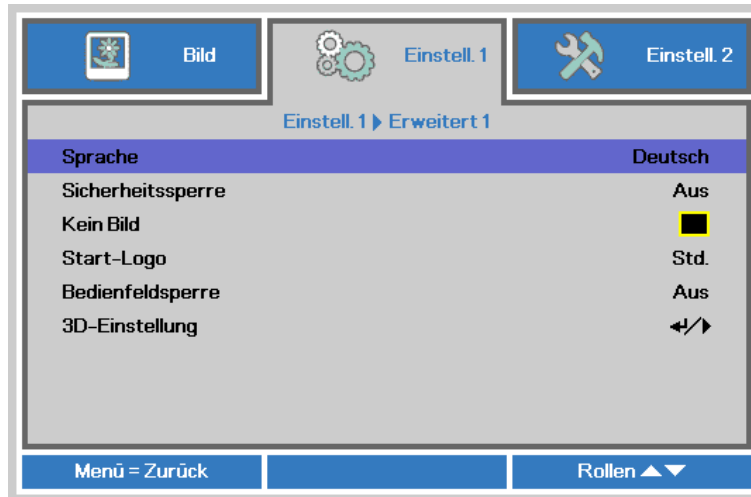 Bild
Einstell. 1
Einstell. 2
Einstell. 1 ▶ Erweitert 1
Sprache Deutsch
Sicherheitssperre Aus
Kein Bild
Start-Logo Std.
Bedienfeldsperre Aus
3D-Einstellung ↵/▶
Menü = Zurück
Rollen ▲▼